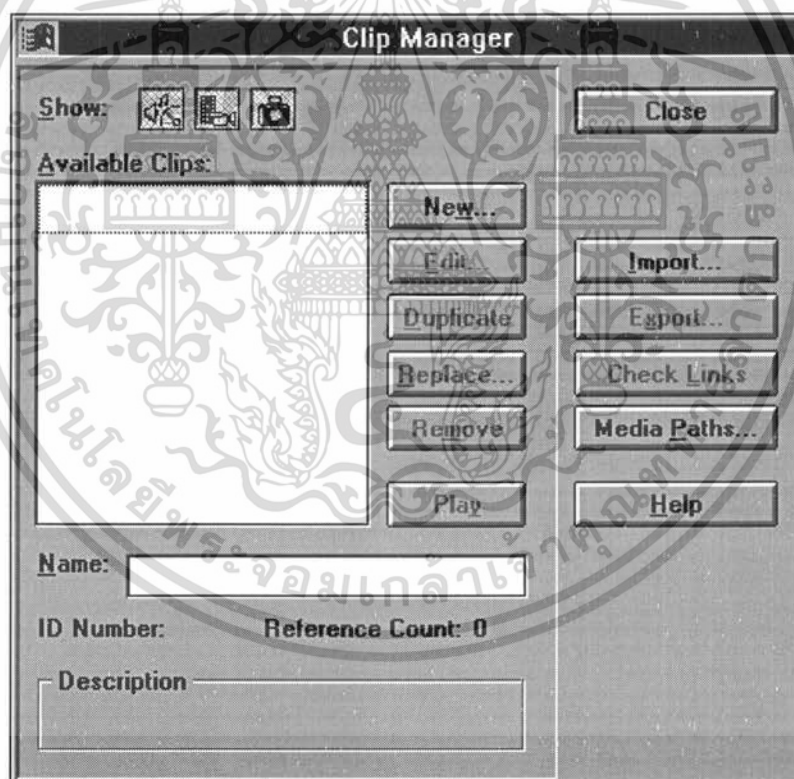 Clip Manager
Show:
Close
Available Clips:
New...
Edit...
Import...
Duplicate
Export...
Replace...
Check Links
Remove
Media Paths...
Play
Help
Name:
ID Number: Reference Count: 0
Description